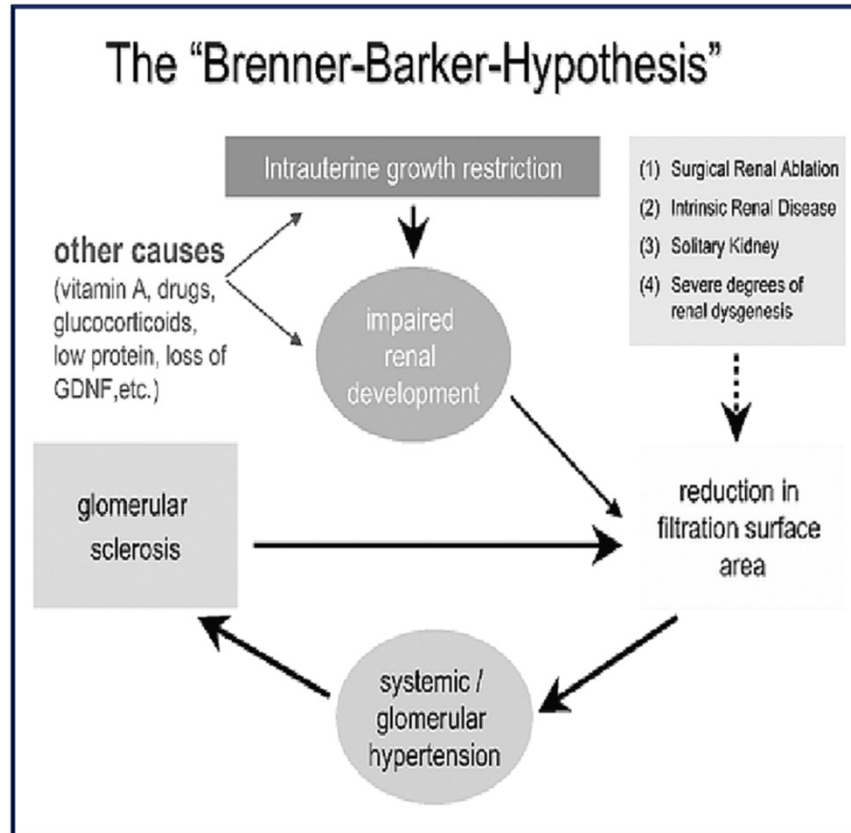 The “Brenner-Barker-Hypothesis”
Intrauterine growth restriction
(1) Surgical Renal Ablation
(2) Intrinsic Renal Disease
(3) Solitary Kidney
(4) Severe degrees of
renal dysgenesis
other causes
(vitamin A, drugs,
glucocorticoids,
low protein, loss of
GDNF,etc.)
impaired
renal
development
glomerular
sclerosis
reduction in
filtration surface
area
systemic /
glomerular
hypertension